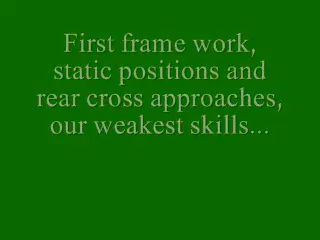 First frame work,
static positions and
rear cross approaches,
our weakest skills...